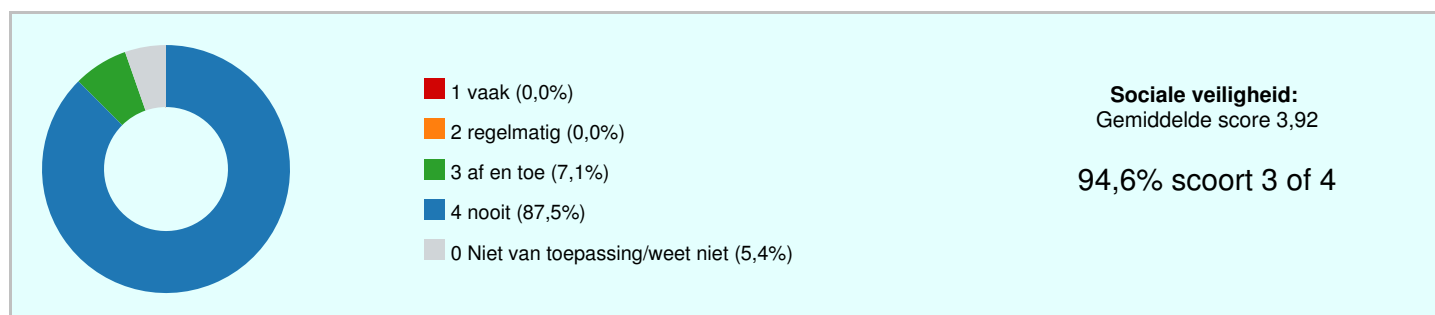 1 vaak (0,0%)
2 regelmatig (0,0%)
3 af en toe (7,1%)
4 nooit (87,5%)
0 Niet van toepassing/weet niet (5,4%)
Sociale veiligheid:
Gemiddelde score 3,92
94,6% scoort 3 of 4